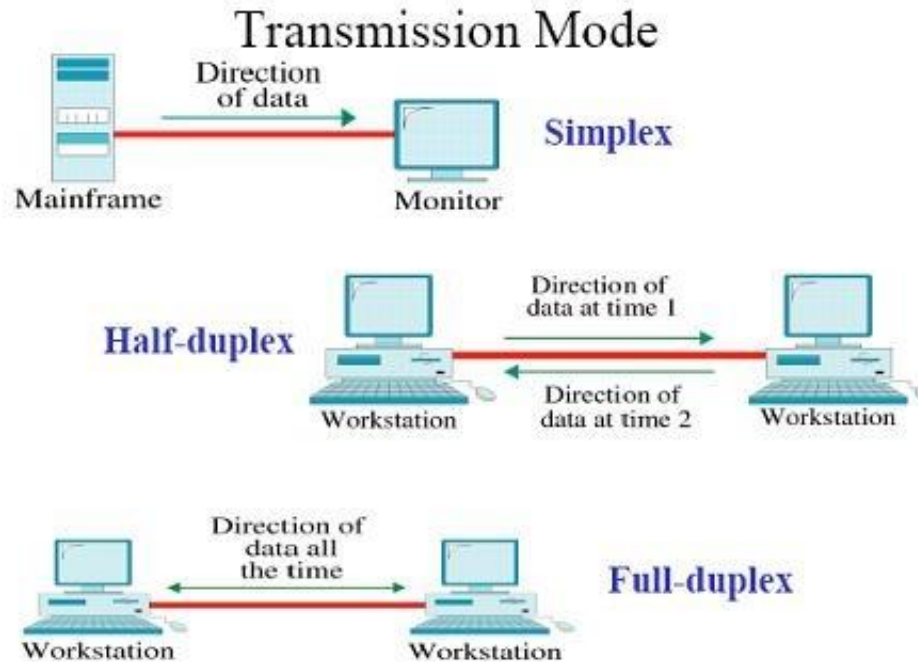 Transmission Mode
Direction
of data
Simplex
Mainframe
Monitor
Direction of
data at time 1
Half-duplex
Direction of
data at time 2
Workstation
Workstation
Direction of
data all
the time
Full-duplex
Workstation
Workstation